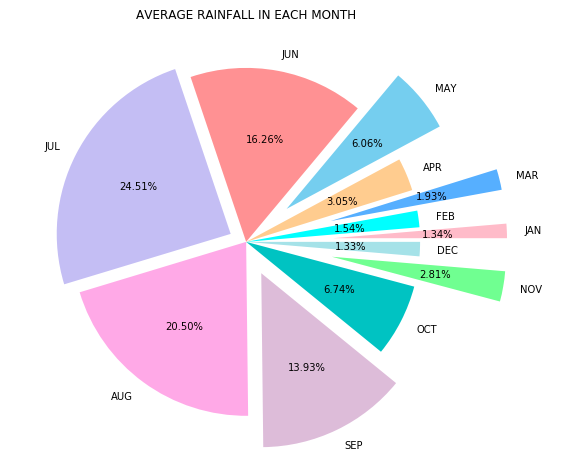 AVERAGE RAINFALL IN EACH MONTH
JUN
MAY
JUL
16.26%
6.06%
APR
MAR
24.51%
3.05%
1.93%
FEB
1.54%
JAN
1.34%
DEC
1.33%
2.81%
NOV
6.74%
OCT
20.50%
13.93%
AUG
SEP